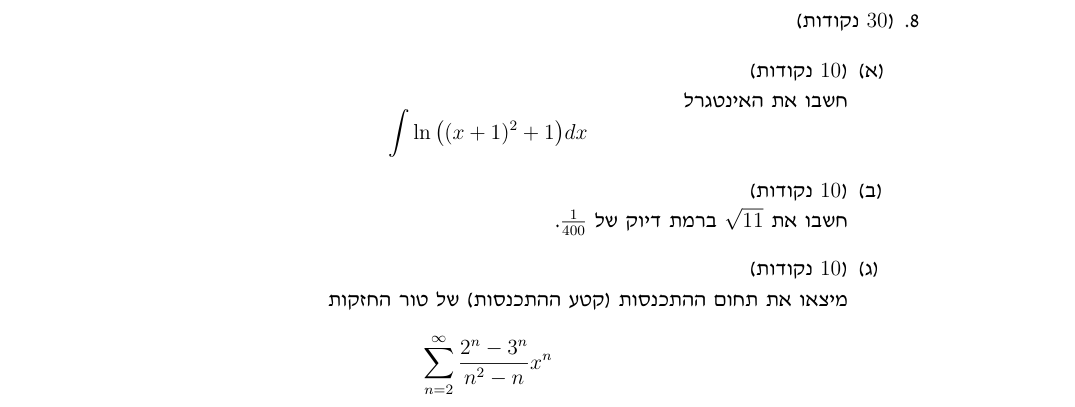 8. (30 נקודות)
(א) (10 נקודות)
חשבו את האינטגרל
∫ ln ((x + 1)² + 1) dx
(ב) (10 נקודות)
חשבו את √11 ברמת דיוק של 1/400.
(ג) (10 נקודות)
מיצאו את תחום ההתכנסות (קטע ההתכנסות) של טור החזקות
∑_{n=2}^{∞} (2ⁿ − 3ⁿ)/(n² − n) xⁿ